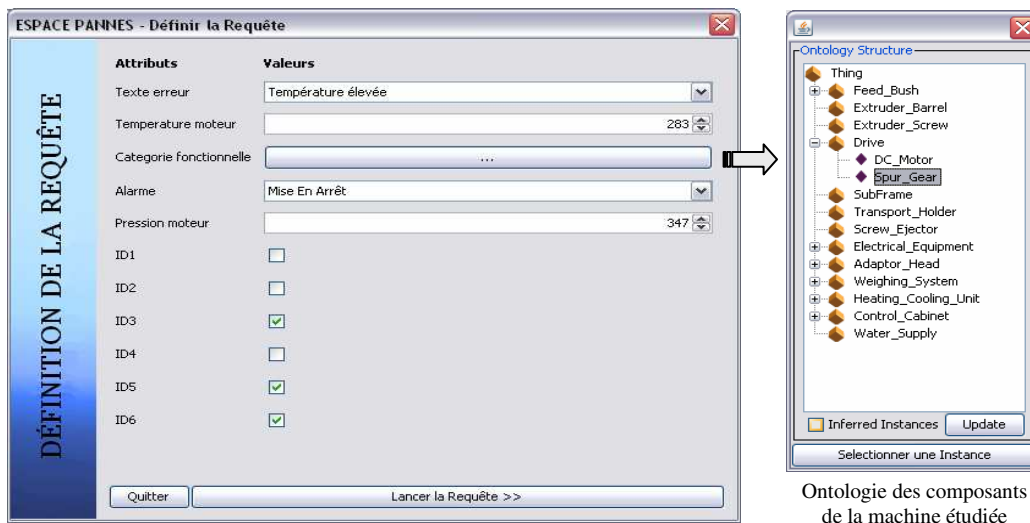 ESPACE PANNES - Définir la Requête
DÉFINITION DE LA REQUÊTE
Attributs Valeurs
Texte erreur Température élevée
Temperature moteur 283
Categorie fonctionnelle ...
Alarme Mise En Arrêt
Pression moteur 347
ID1
ID2
ID3
ID4
ID5
ID6
Quitter Lancer la Requête >>
Ontology Structure
Thing
Feed_Bush
Extruder_Barrel
Extruder_Screw
Drive
DC_Motor
Spur_Gear
SubFrame
Transport_Holder
Screw_Ejector
Electrical_Equipment
Adaptor_Head
Weighing_System
Heating_Cooling_Unit
Control_Cabinet
Water_Supply
Inferred Instances Update
Selectionner une Instance
Ontologie des composants
de la machine étudiée